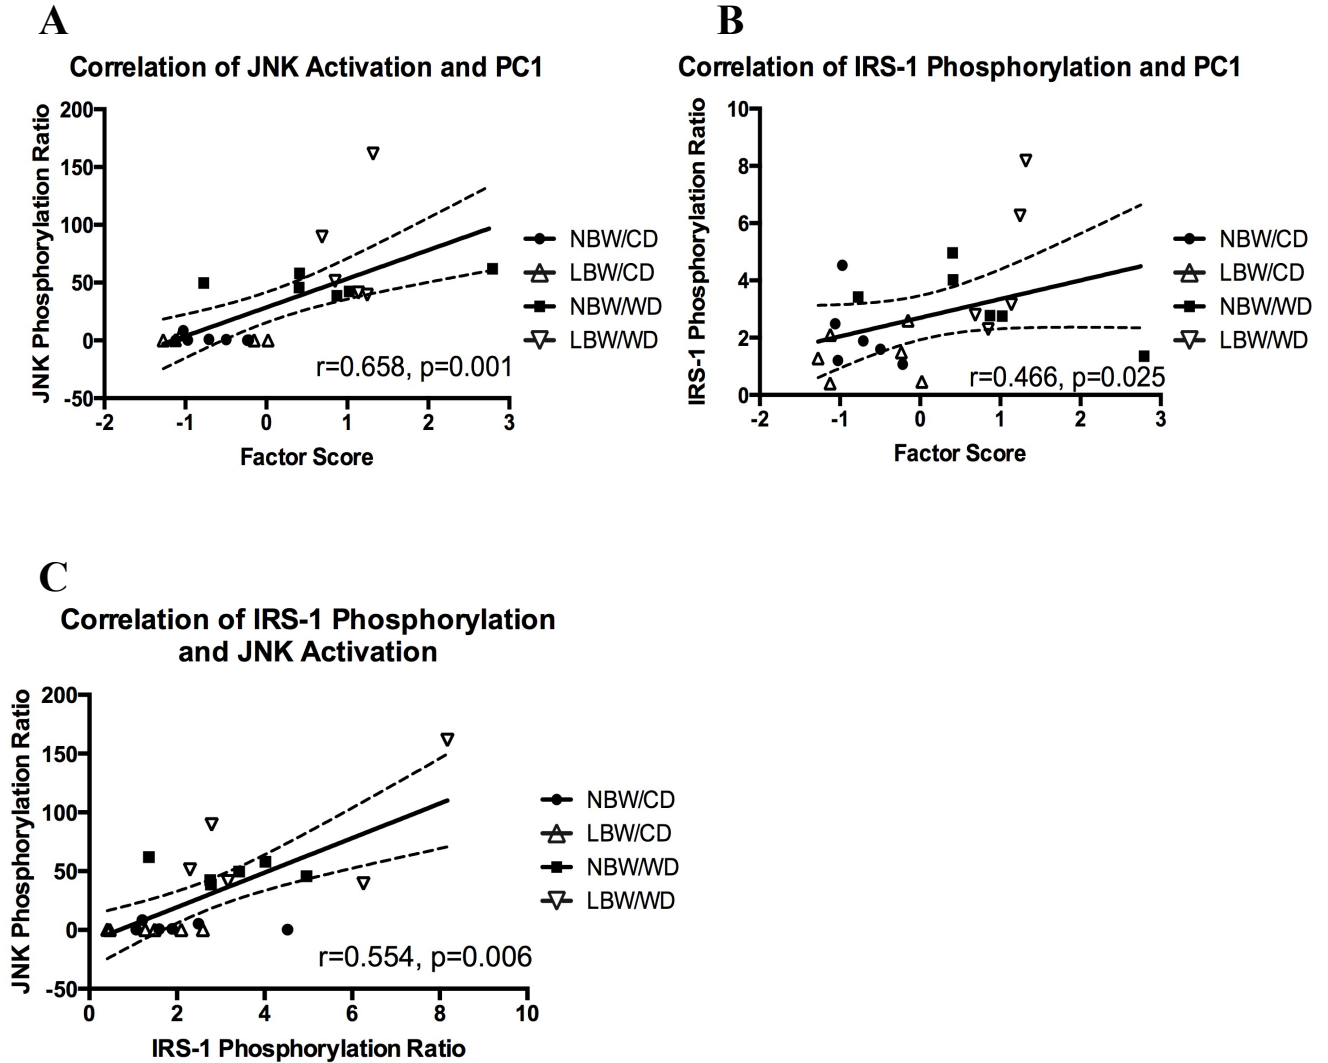 A
Correlation of JNK Activation and PC1
JNK Phosphorylation Ratio
200
150
100
50
0
-50
-2
-1
0
1
2
3
Factor Score
r=0.658, p=0.001
NBW/CD
LBW/CD
NBW/WD
LBW/WD
B
Correlation of IRS-1 Phosphorylation and PC1
IRS-1 Phosphorylation Ratio
10
8
6
4
2
0
-2
-1
0
1
2
3
Factor Score
r=0.466, p=0.025
NBW/CD
LBW/CD
NBW/WD
LBW/WD
C
Correlation of IRS-1 Phosphorylation
and JNK Activation
JNK Phosphorylation Ratio
200
150
100
50
0
-50
0
2
4
6
8
10
IRS-1 Phosphorylation Ratio
r=0.554, p=0.006
NBW/CD
LBW/CD
NBW/WD
LBW/WD